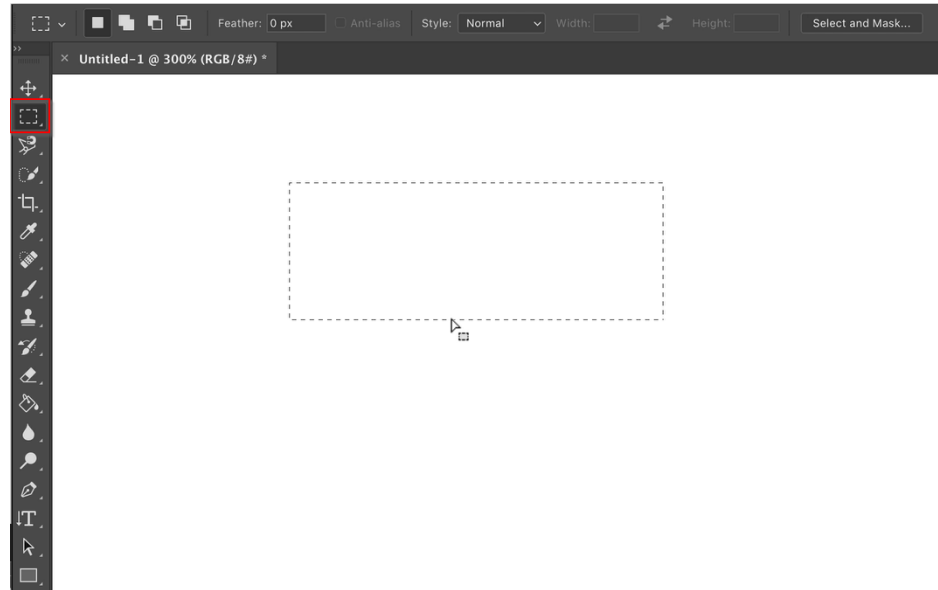 Feather: 0 px Anti-alias Style: Normal Width: Height: Select and Mask...
Untitled-1 @ 300% (RGB/8#) *